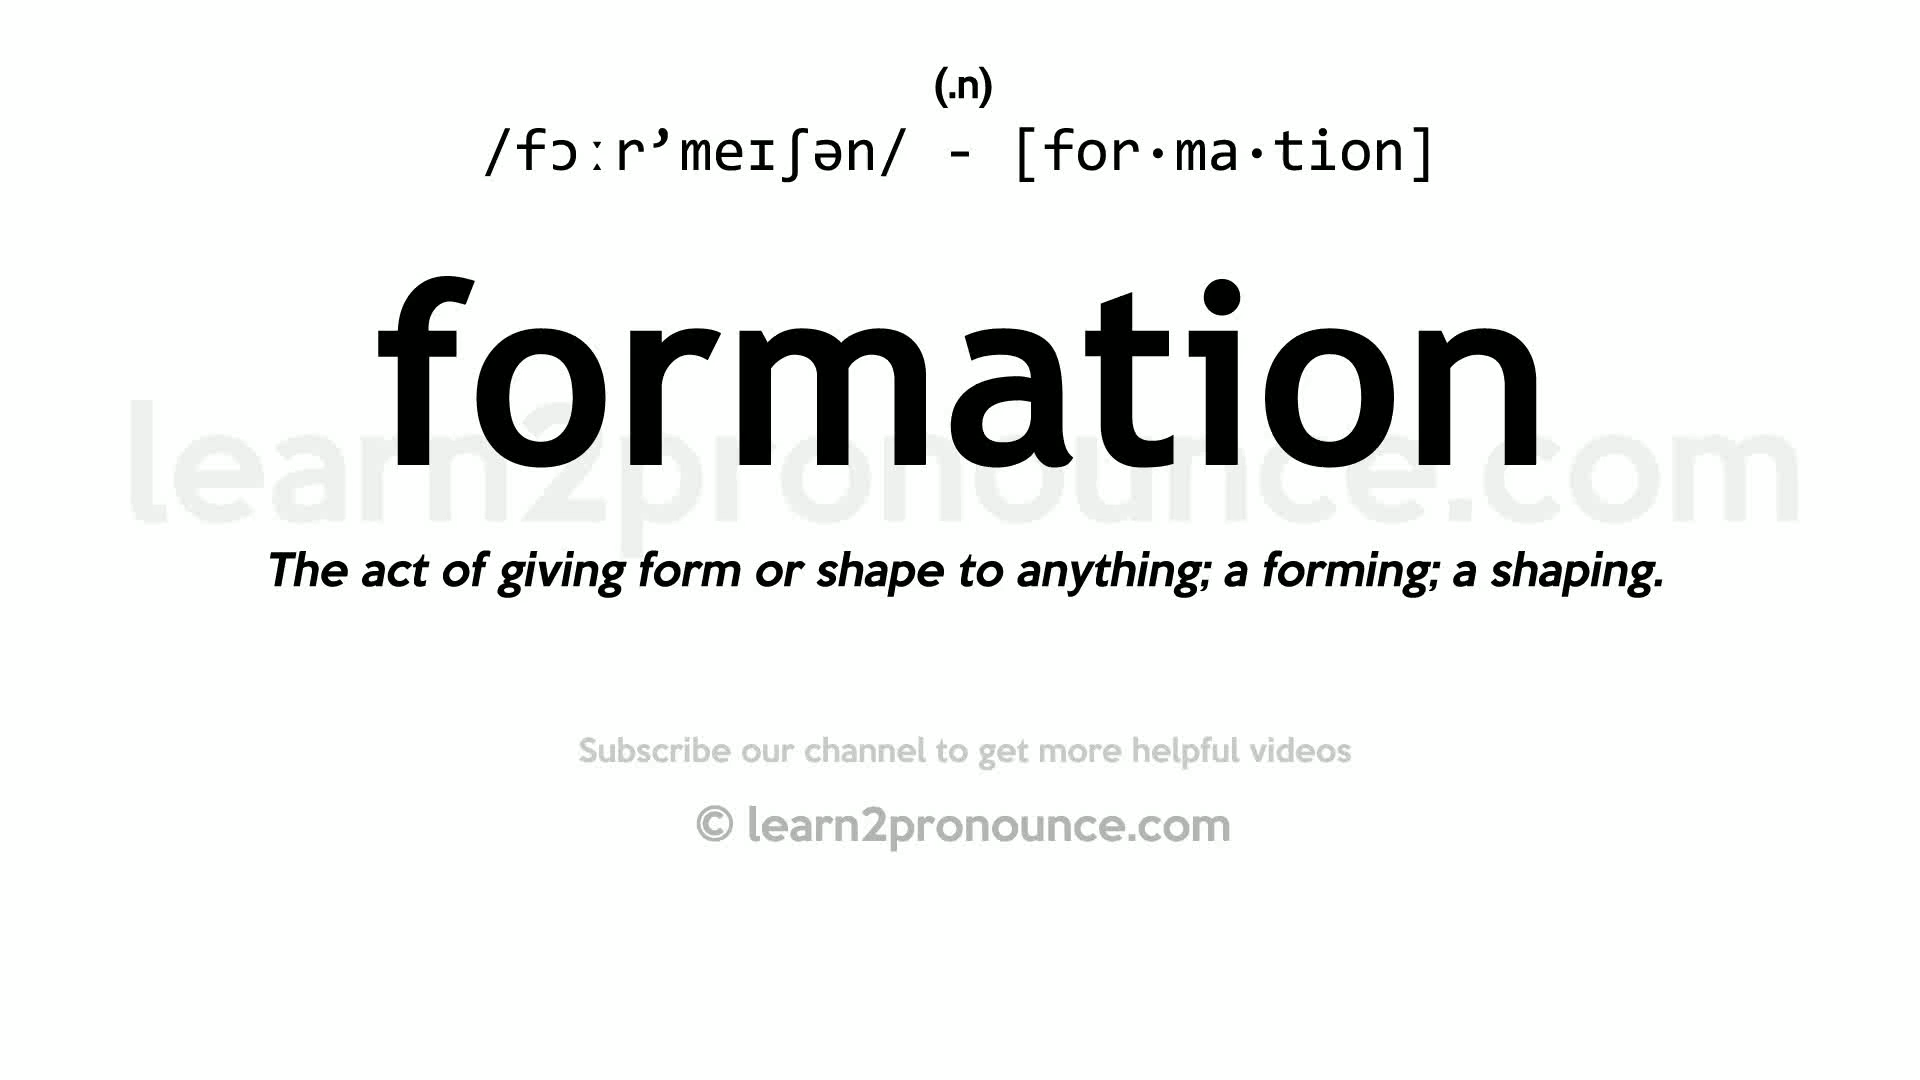 (.n)
/fɔːr’meɪʃən/ - [for·ma·tion]
formation
learn2pronounce.com
The act of giving form or shape to anything; a forming; a shaping.
Subscribe our channel to get more helpful videos
© learn2pronounce.com